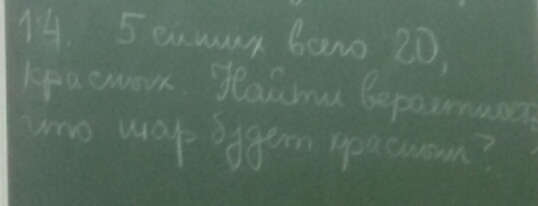 14. 5 синих всего 20,
красных. Найти вероятность
что шар будет красным?